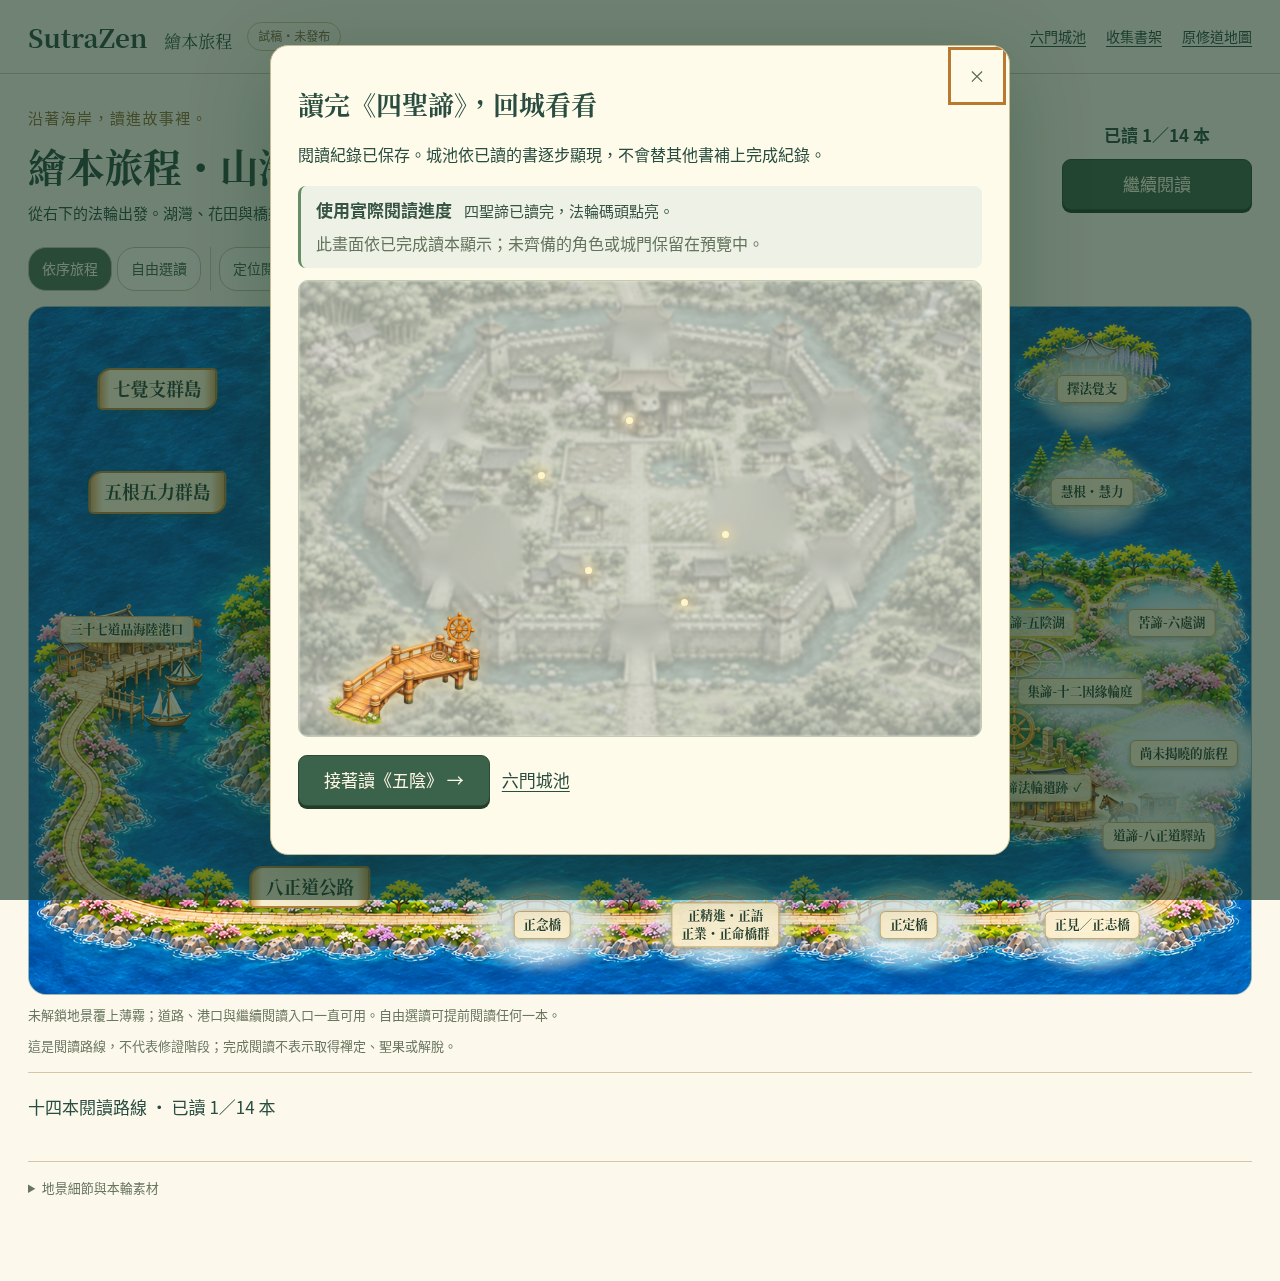 SutraZen 繪本旅程 試稿・未發布
六門城池 收集書架 原修道地圖
沿著海岸，讀進故事裡。
繪本旅程・山海
從右下的法輪出發。湖灣、花田與橋
已讀 1／14 本
繼續閱讀
依序旅程 自由選讀 定位閱
×
讀完《四聖諦》，回城看看
閱讀紀錄已保存。城池依已讀的書逐步顯現，不會替其他書補上完成紀錄。
使用實際閱讀進度 四聖諦已讀完，法輪碼頭點亮。
此畫面依已完成讀本顯示；未齊備的角色或城門保留在預覽中。
接著讀《五陰》 →
六門城池
七覺支群島
五根五力群島
三十七道品海陸港口
八正道公路
擇法覺支
慧根・慧力
諦-五陰湖
苦諦-六處湖
集諦-十二因緣輪庭
尚未揭曉的旅程
諦法輪遺跡 ✓
道諦-八正道驛站
正念橋
正精進・正語
正業・正命橋群
正定橋
正見／正志橋
未解鎖地景覆上薄霧；道路、港口與繼續閱讀入口一直可用。自由選讀可提前閱讀任何一本。
這是閱讀路線，不代表修證階段；完成閱讀不表示取得禪定、聖果或解脫。
十四本閱讀路線 ・ 已讀 1／14 本
▶ 地景細節與本輪素材